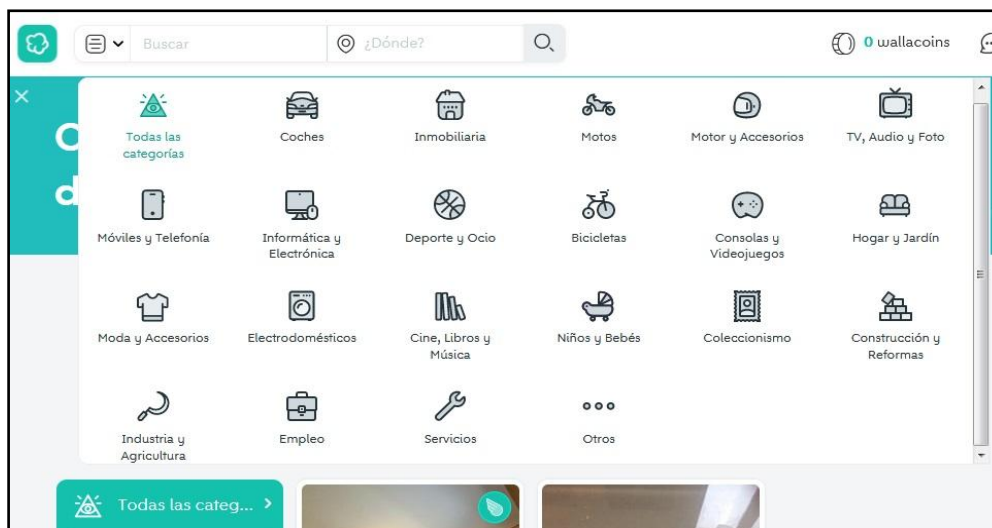 Buscar
¿Dónde?
0 wallacoins
Todas las
categorías
Coches
Inmobiliaria
Motos
Motor y Accesorios
TV, Audio y Foto
Móviles y Telefonía
Informática y
Electrónica
Deporte y Ocio
Bicicletas
Consolas y
Videojuegos
Hogar y Jardín
Moda y Accesorios
Electrodomésticos
Cine, Libros y
Música
Niños y Bebés
Coleccionismo
Construcción y
Reformas
Industria y
Agricultura
Empleo
Servicios
Otros
Todas las categ...